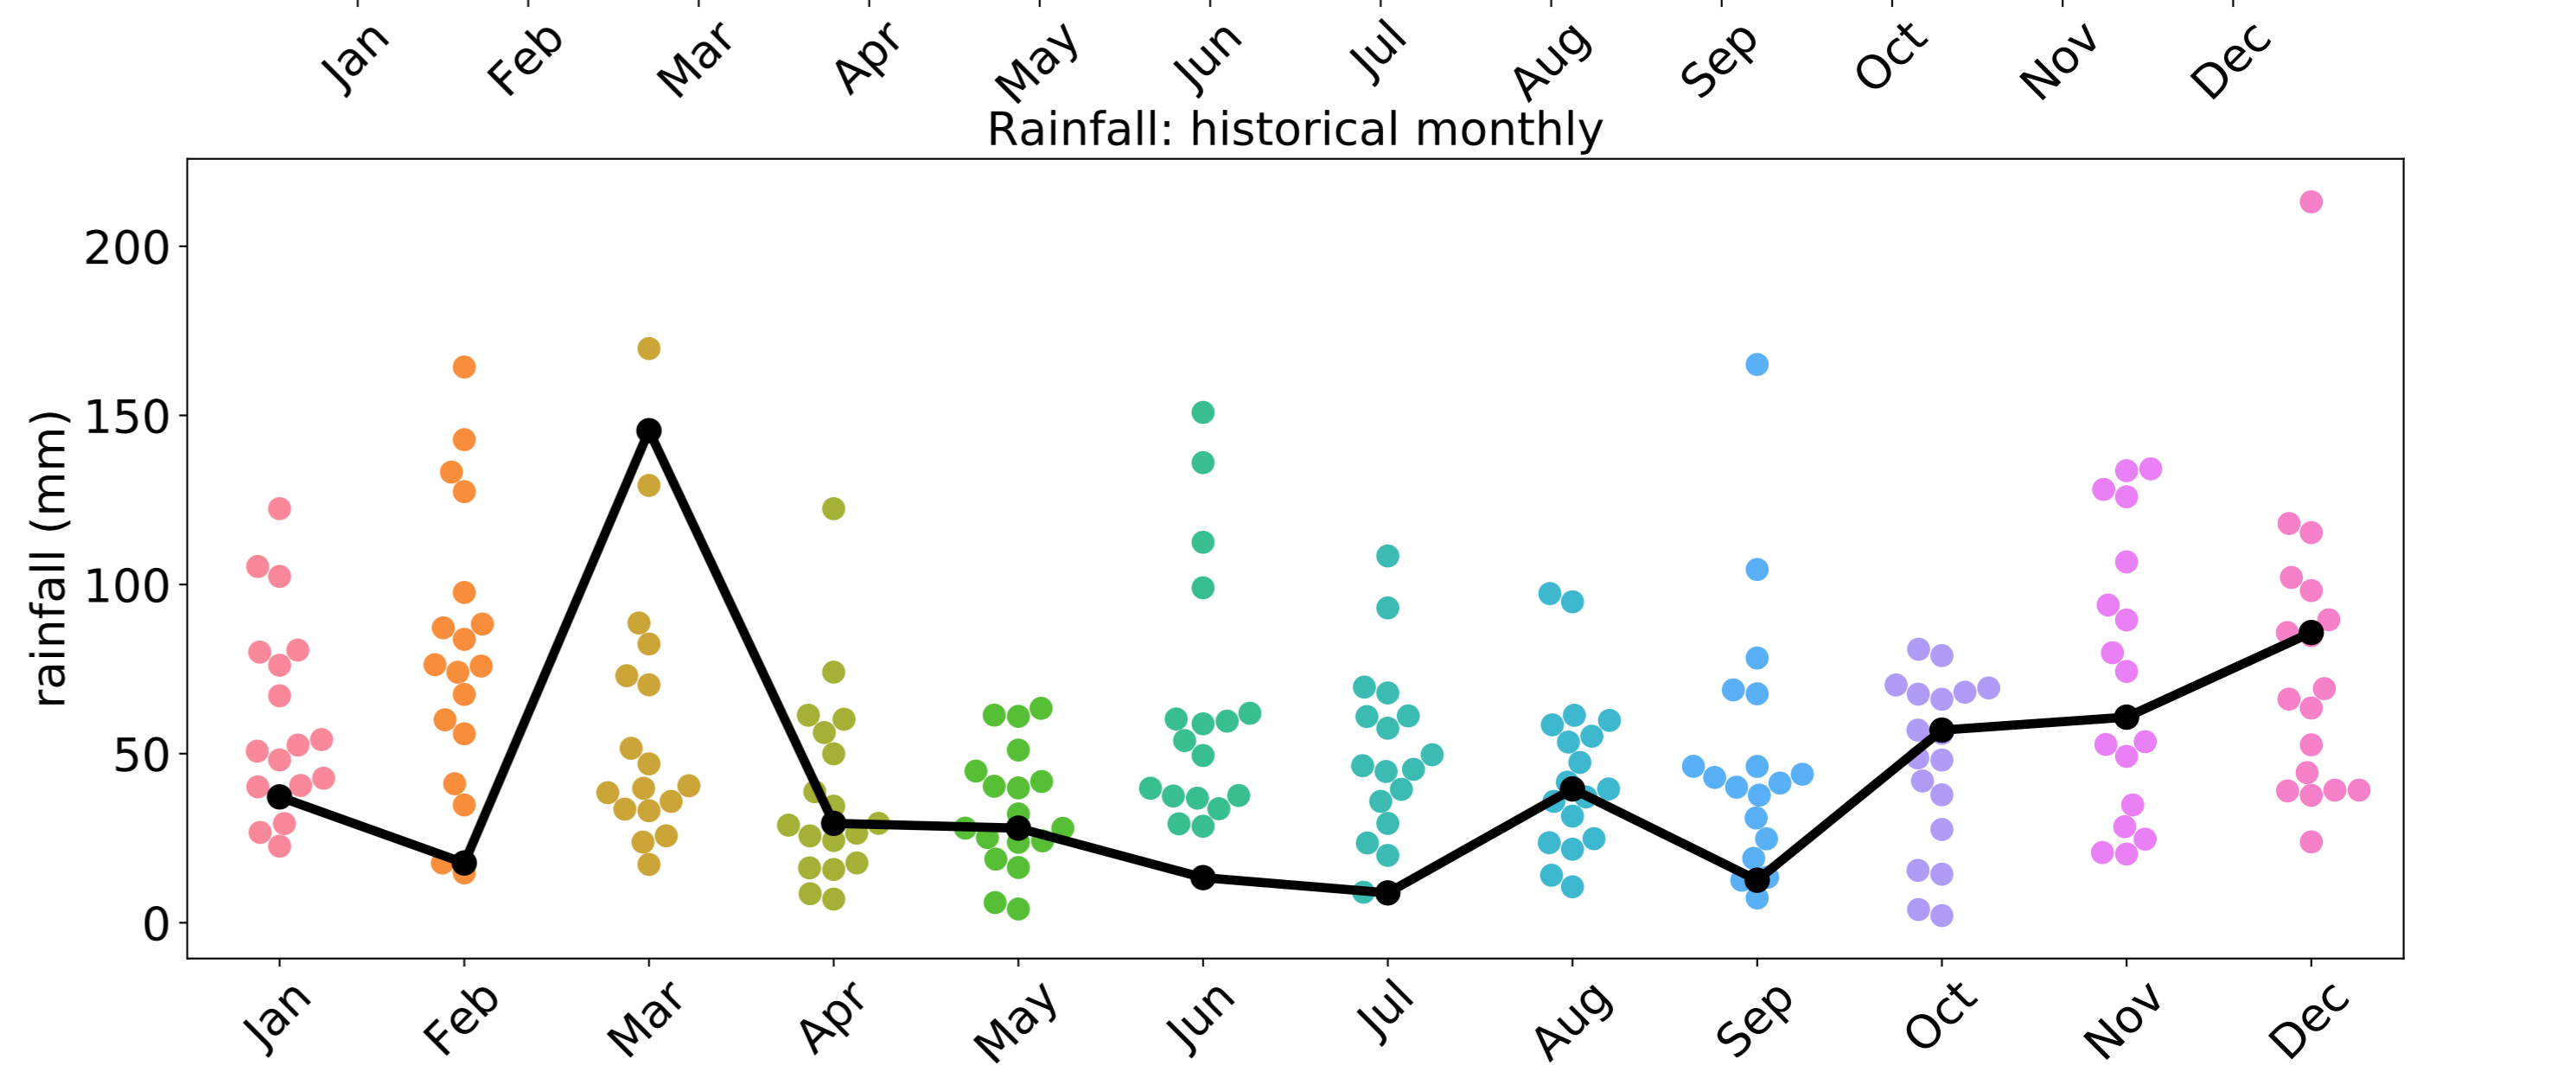 Jan Feb Mar Apr May Jun Jul Aug Sep Oct Nov Dec
Rainfall: historical monthly
rainfall (mm)
200
150
100
50
0
Jan Feb Mar Apr May Jun Jul Aug Sep Oct Nov Dec